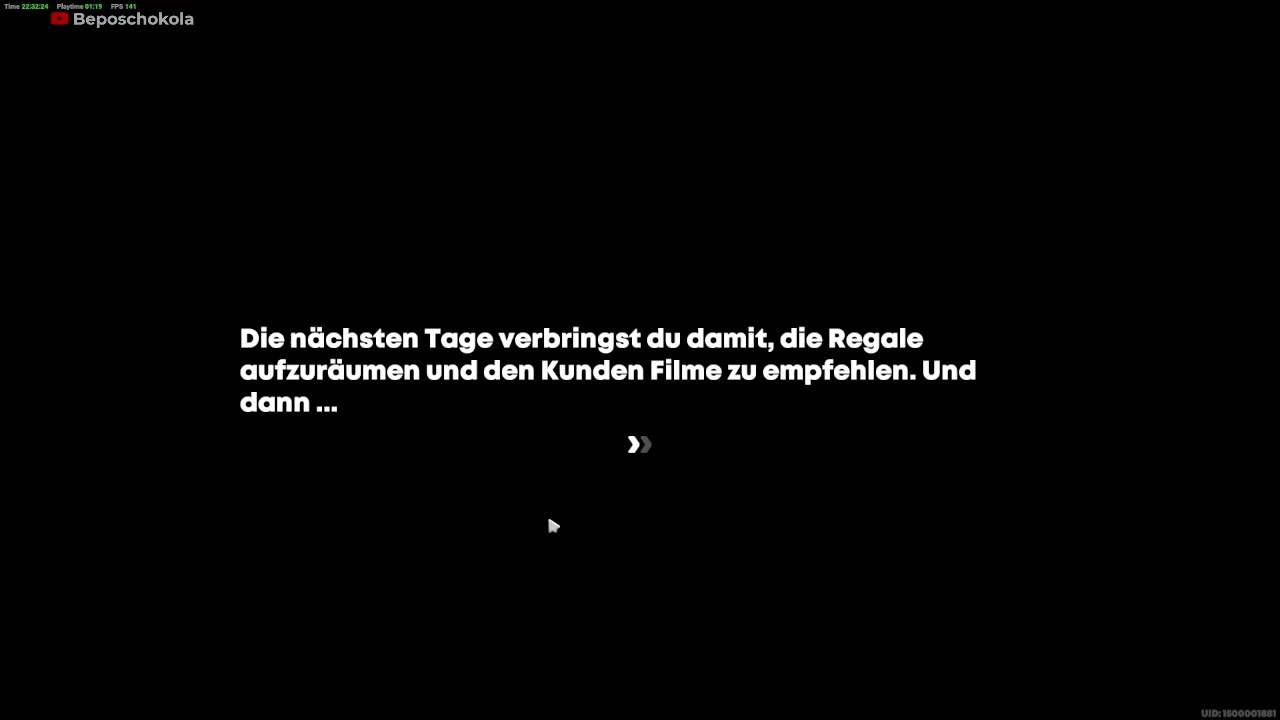 Time 22:32:24 Playtime 01:19 FPS 141
Beposchokola
Die nächsten Tage verbringst du damit, die Regale
aufzuräumen und den Kunden Filme zu empfehlen. Und
dann ...
UID: 1500001881